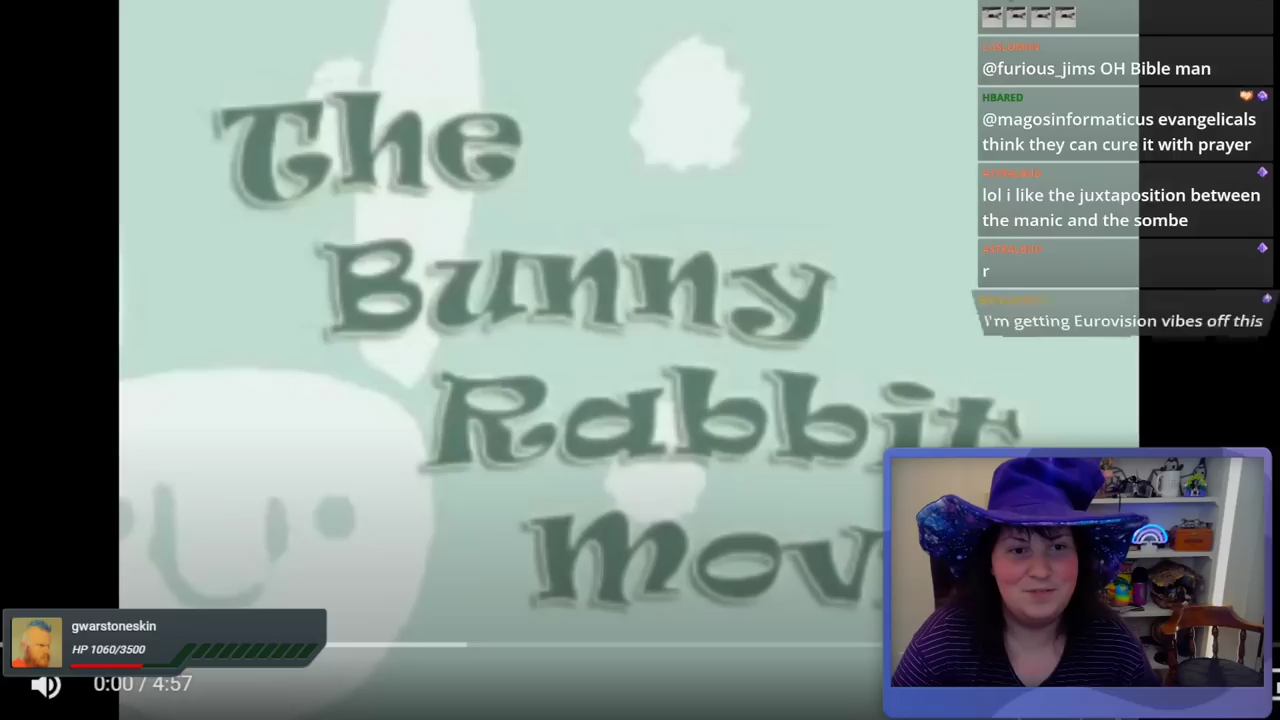 The
Bunny
Rabbit
Mov
@furious_jims OH Bible man
HBARED
@magosinformaticus evangelicals
think they can cure it with prayer
lol i like the juxtaposition between
the manic and the sombe
r
I'm getting Eurovision vibes off this
gwarstoneskin
HP 1060/3500
0:00 / 4:57